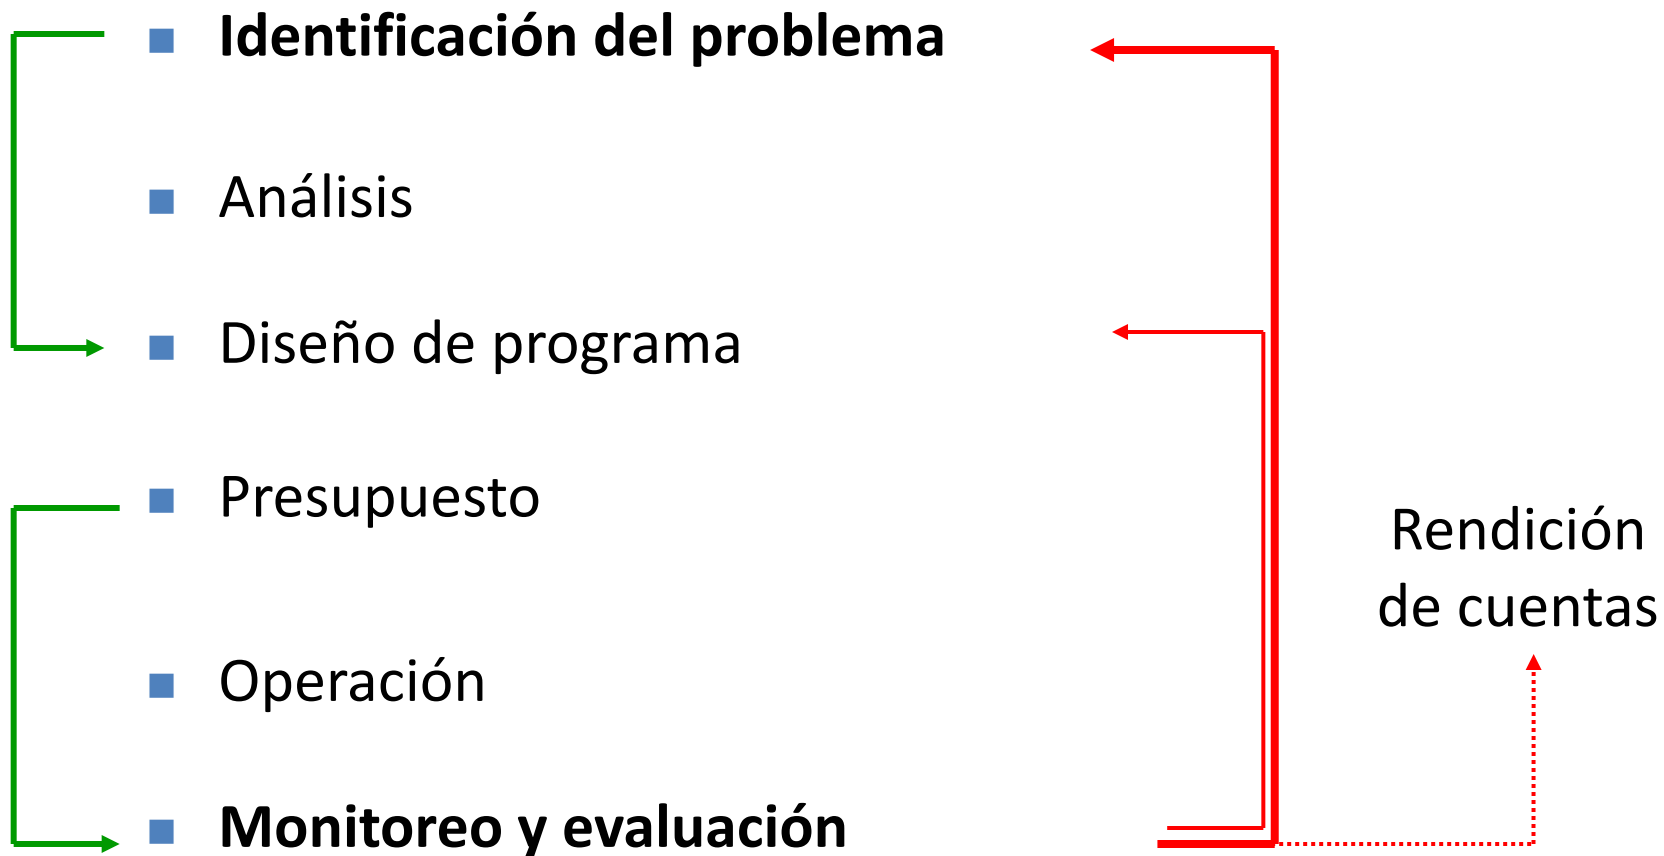 Identificación del problema
Análisis
Diseño de programa
Presupuesto
Operación
Monitoreo y evaluación
Rendición
de cuentas